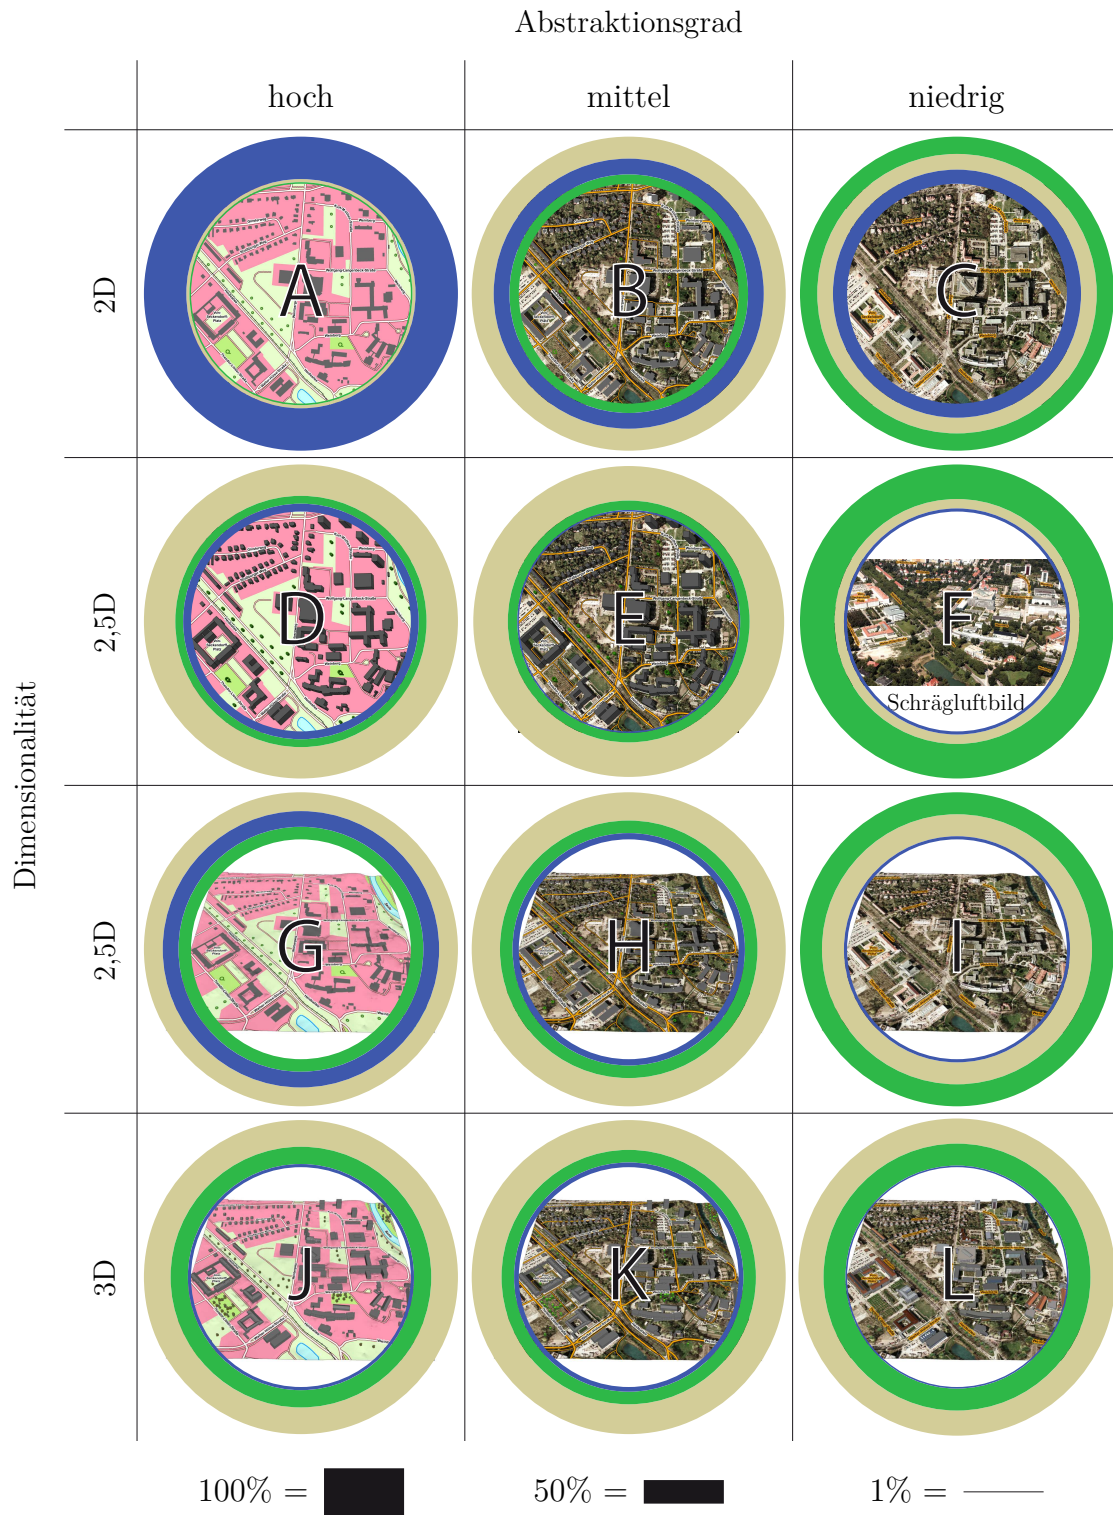 Abstraktionsgrad
hoch mittel niedrig
Dimensionalität
2D
A B C
2,5D
D E F
Schrägluftbild
2,5D
G H I
3D
J K L
100% = 50% = 1% =